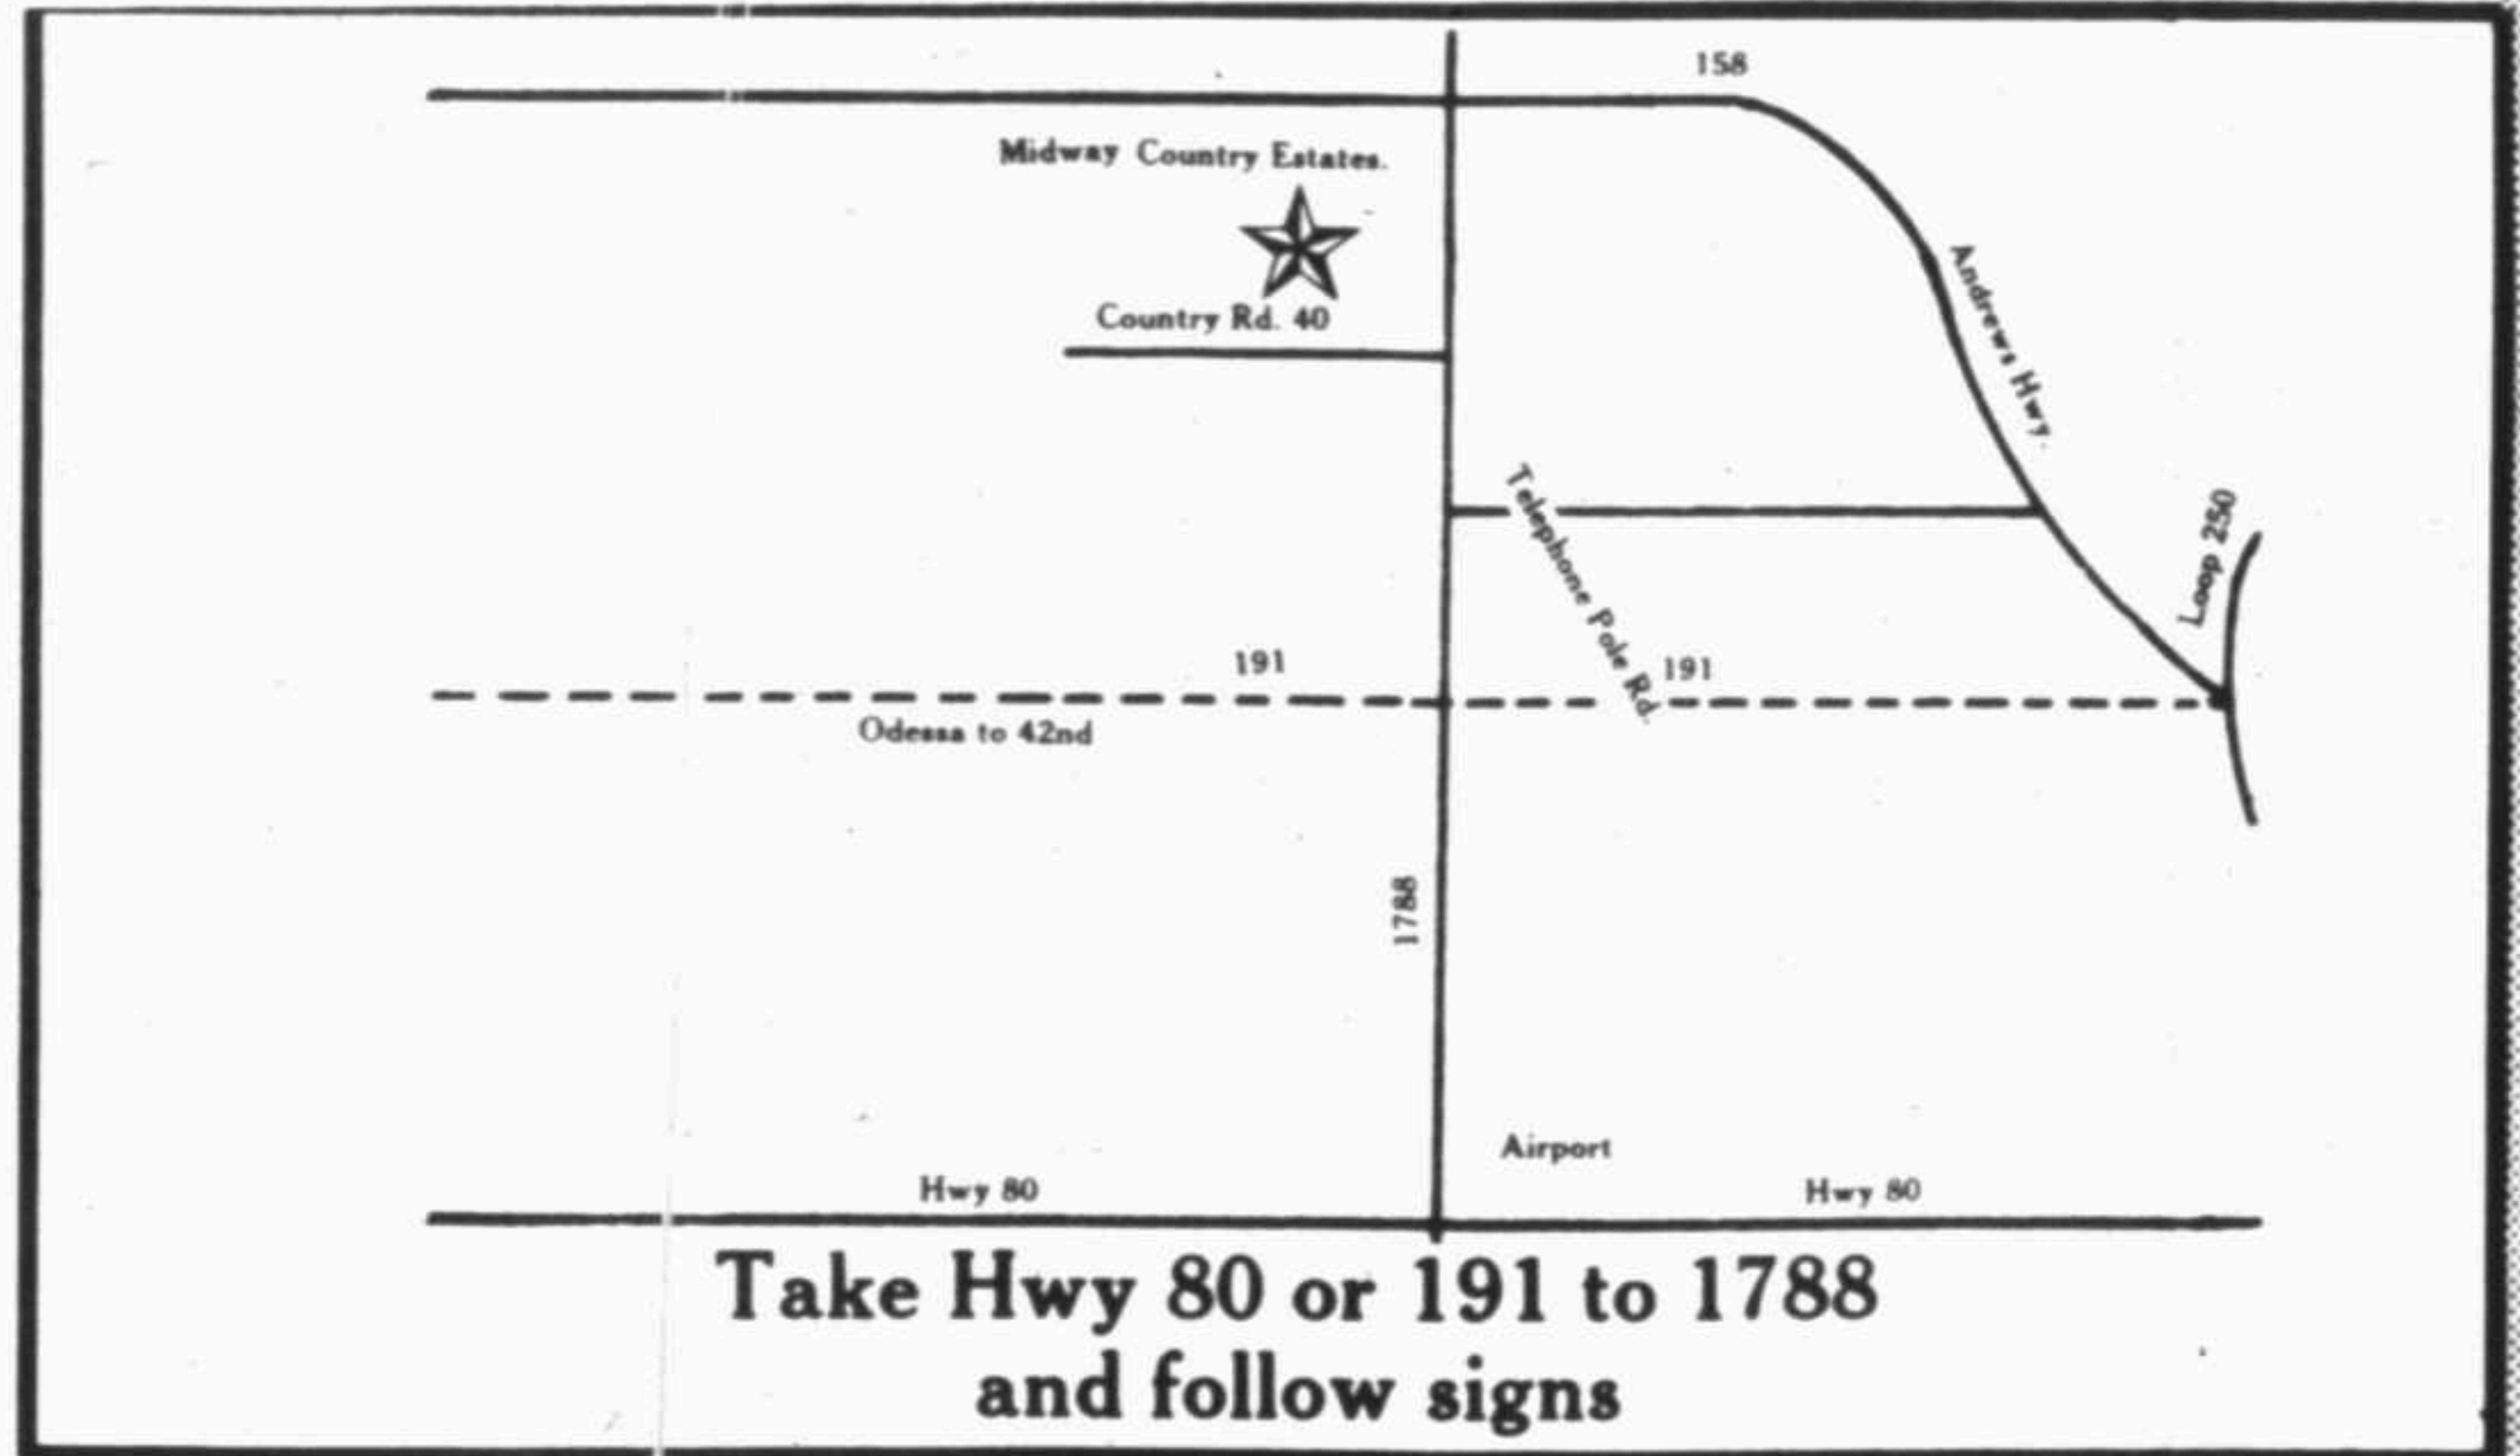 158
Midway Country Estates.
Andrews Hwy.
Country Rd. 40
Telephone Pole Rd.
Loop 250
191
191
Odessa to 42nd
1788
Airport
Hwy 80
Hwy 80
Take Hwy 80 or 191 to 1788
and follow signs